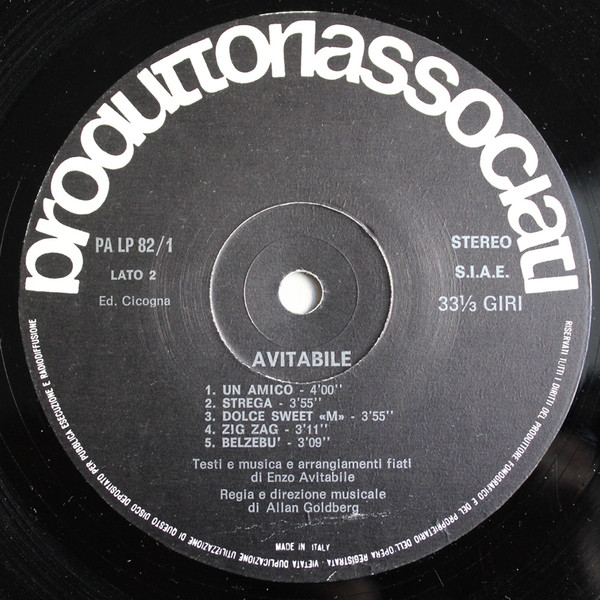 produttoriassociati
PA LP 82/1
LATO 2
Ed. Cicogna
STEREO
S.I.A.E.
33⅓ GIRI
AVITABILE
1. UN AMICO - 4'00''
2. STREGA - 3'55''
3. DOLCE SWEET «M» - 3'55''
4. ZIG ZAG - 3'11''
5. BELZEBU' - 3'09''
Testi e musica e arrangiamenti fiati
di Enzo Avitabile
Regia e direzione musicale
di Allan Goldberg
MADE IN ITALY
RISERVATI TUTTI I DIRITTI DEL PRODUTTORE FONOGRAFICO E DEL PROPRIETARIO DELL'OPERA REGISTRATA. VIETATA DUPLICAZIONE UTILIZZAZIONE DI QUESTO DISCO DEPOSITATO PER PUBBLICA ESECUZIONE E RADIODIFFUSIONE